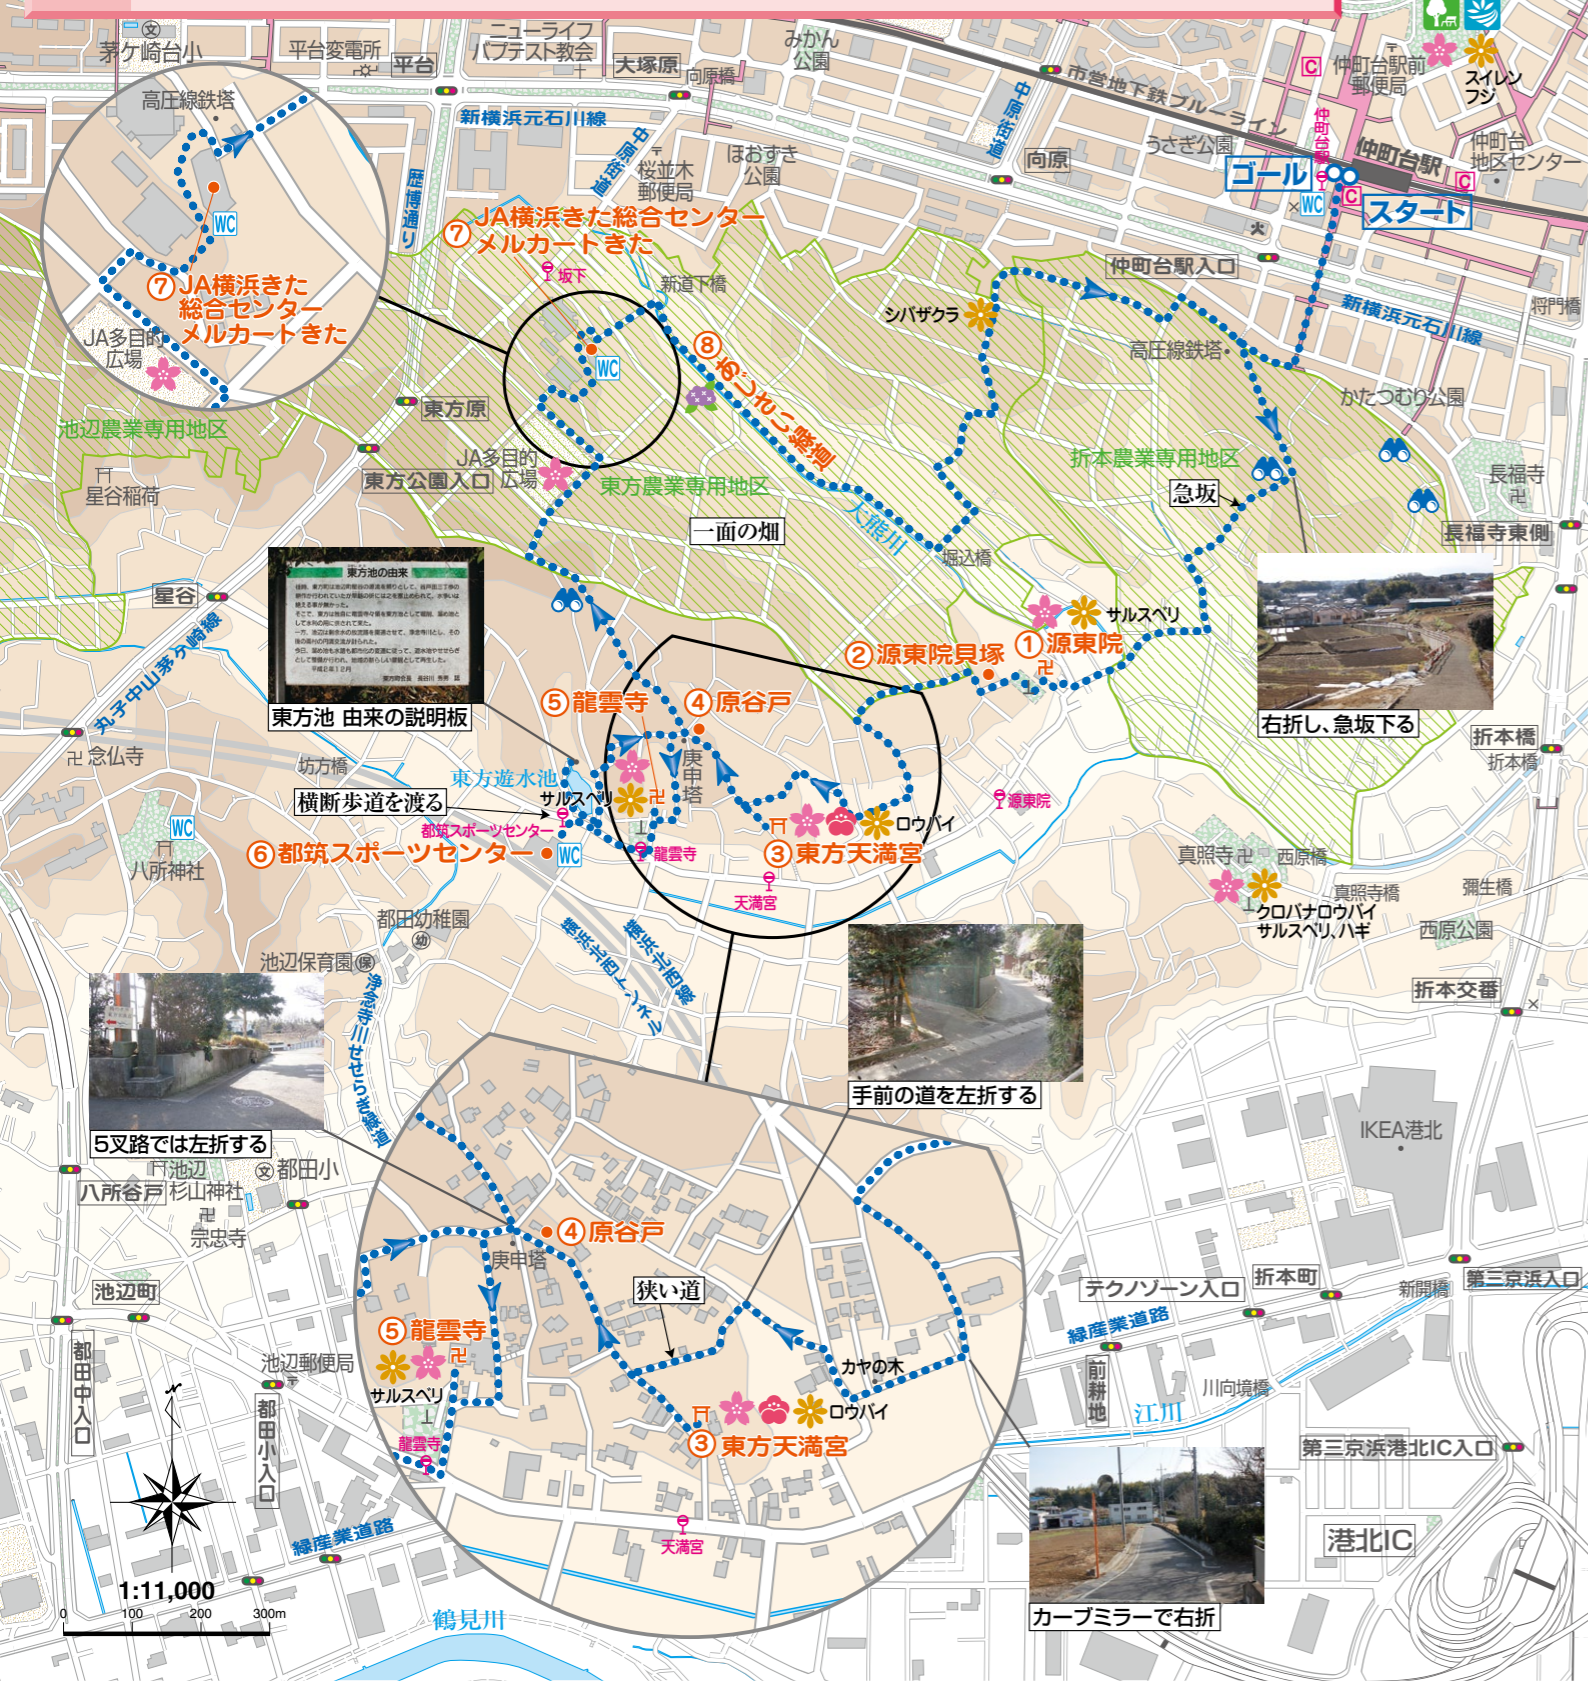 茅ケ崎台小
文
平台変電所
平台
ニューライフ
バプテスト教会
大塚原
向原橋
みかん
公園
市営地下鉄ブルーライン
仲町台駅前
郵便局
スイレン
フジ
新横浜元石川線
中原街道
中原街道
桜並木
郵便局
ほおずき
公園
向原
うさぎ公園
仲町台駅
仲町台駅
仲町台
地区センター
C
C
C
WC
ゴール
スタート
歴博通り
高圧線鉄塔
WC
⑦JA横浜きた
総合センター
メルカートきた
JA多目的
広場
⑦JA横浜きた総合センター
メルカートきた
坂下
新道下橋
シバザクラ
仲町台駅入口
新横浜元石川線
将門橋
高圧線鉄塔
WC
⑧あじさい緑道
かたつむり公園
池辺農業専用地区
東方原
東方公園入口
JA多目的
広場
東方農業専用地区
折本農業専用地区
星谷稲荷
急坂
長福寺
長福寺東側
一面の畑
大熊川
堀込橋
星谷
丸子中山茅ケ崎線
東方池の由来
東方池 由来の説明板
サルスベリ
①源東院
②源東院貝塚
右折し、急坂下る
折本橋
折本橋
⑤龍雲寺
④原谷戸
庚申塔
念仏寺
坊方橋
東方遊水池
横断歩道を渡る
サルスベリ
都筑スポーツセンター
龍雲寺
源東院
ロウバイ
③東方天満宮
天満宮
⑥都筑スポーツセンター
WC
WC
八所神社
真照寺
西原橋
真照寺橋
彌生橋
クロバナロウバイ
サルスベリ、ハギ
西原公園
都田幼稚園
幼
池辺保育園
保
横浜北西線
横浜北西トンネル
浄念寺川せせらぎ緑道
折本交番
手前の道を左折する
5叉路では左折する
IKEA港北
池辺
杉山神社
文
都田小
八所谷戸
宗忠寺
④原谷戸
庚申塔
狭い道
⑤龍雲寺
サルスベリ
龍雲寺
カヤの木
ロウバイ
③東方天満宮
天満宮
テクノゾーン入口
折本町
新開橋
第三京浜入口
緑産業道路
前耕地
川向境橋
江川
第三京浜港北IC入口
池辺町
池辺郵便局
都田中入口
都田小入口
緑産業道路
港北IC
カーブミラーで右折
N
1:11,000
0 100 200 300m
鶴見川